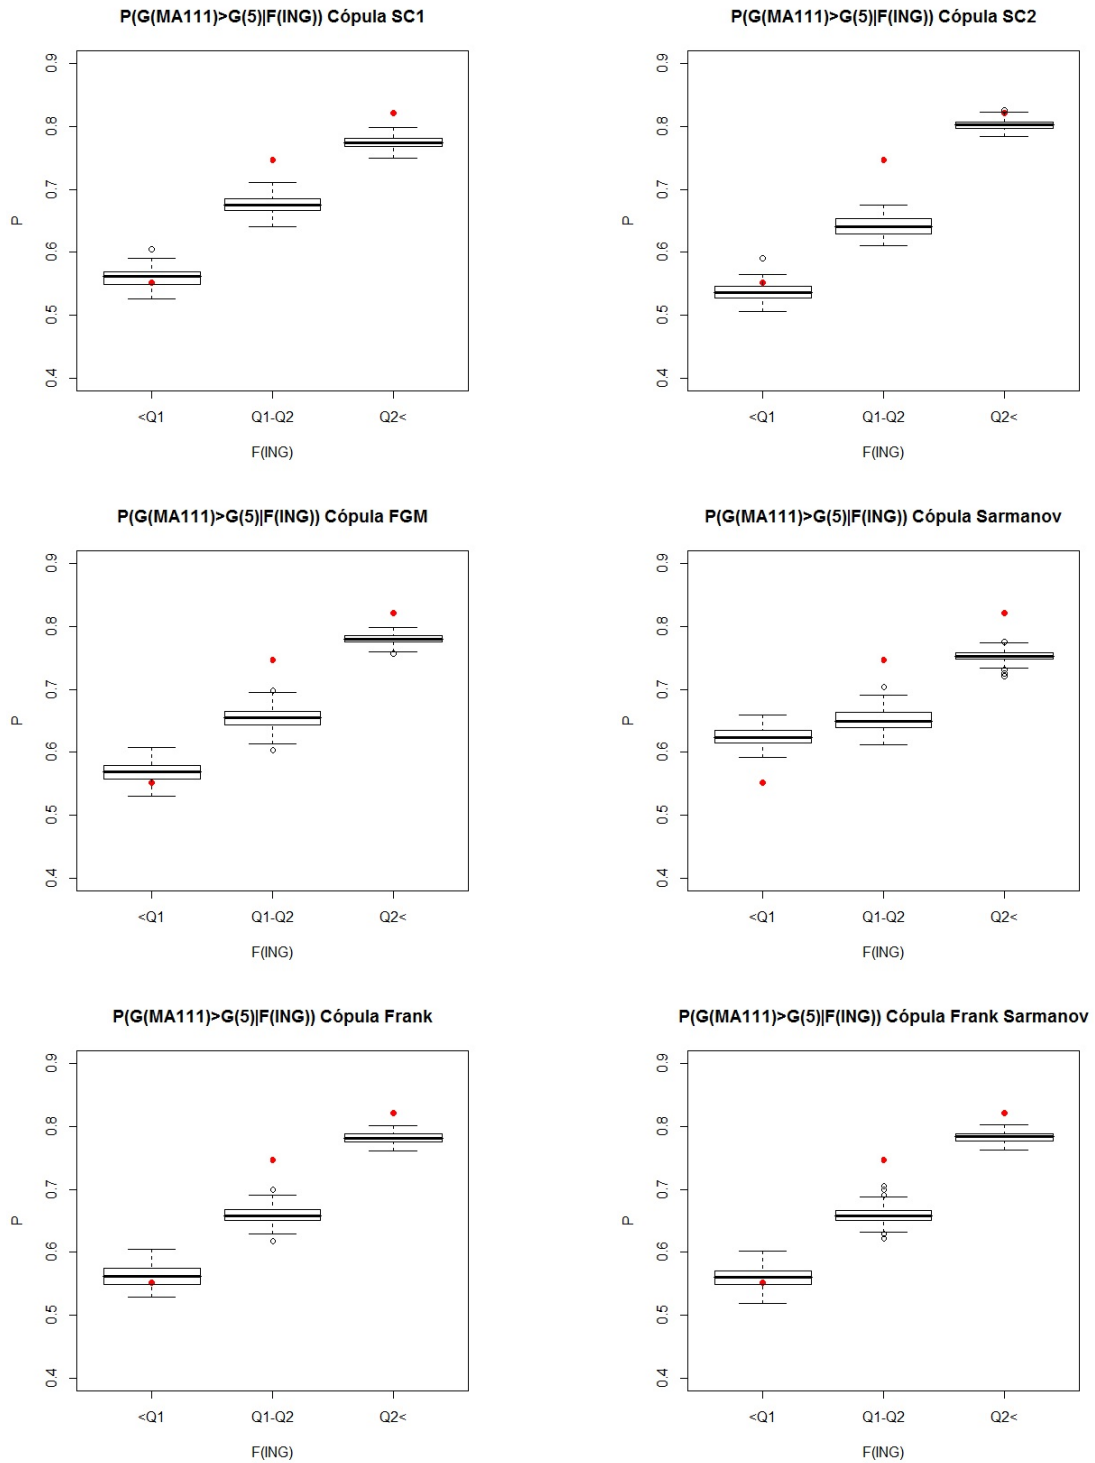 P(G(MA111)>G(5)|F(ING)) Cópula SC1
0.9
0.8
0.7
0.6
0.5
0.4
P
<Q1
Q1-Q2
Q2<
F(ING)
P(G(MA111)>G(5)|F(ING)) Cópula SC2
0.9
0.8
0.7
0.6
0.5
0.4
P
<Q1
Q1-Q2
Q2<
F(ING)
P(G(MA111)>G(5)|F(ING)) Cópula FGM
0.9
0.8
0.7
0.6
0.5
0.4
P
<Q1
Q1-Q2
Q2<
F(ING)
P(G(MA111)>G(5)|F(ING)) Cópula Sarmanov
0.9
0.8
0.7
0.6
0.5
0.4
P
<Q1
Q1-Q2
Q2<
F(ING)
P(G(MA111)>G(5)|F(ING)) Cópula Frank
0.9
0.8
0.7
0.6
0.5
0.4
P
<Q1
Q1-Q2
Q2<
F(ING)
P(G(MA111)>G(5)|F(ING)) Cópula Frank Sarmanov
0.9
0.8
0.7
0.6
0.5
0.4
P
<Q1
Q1-Q2
Q2<
F(ING)